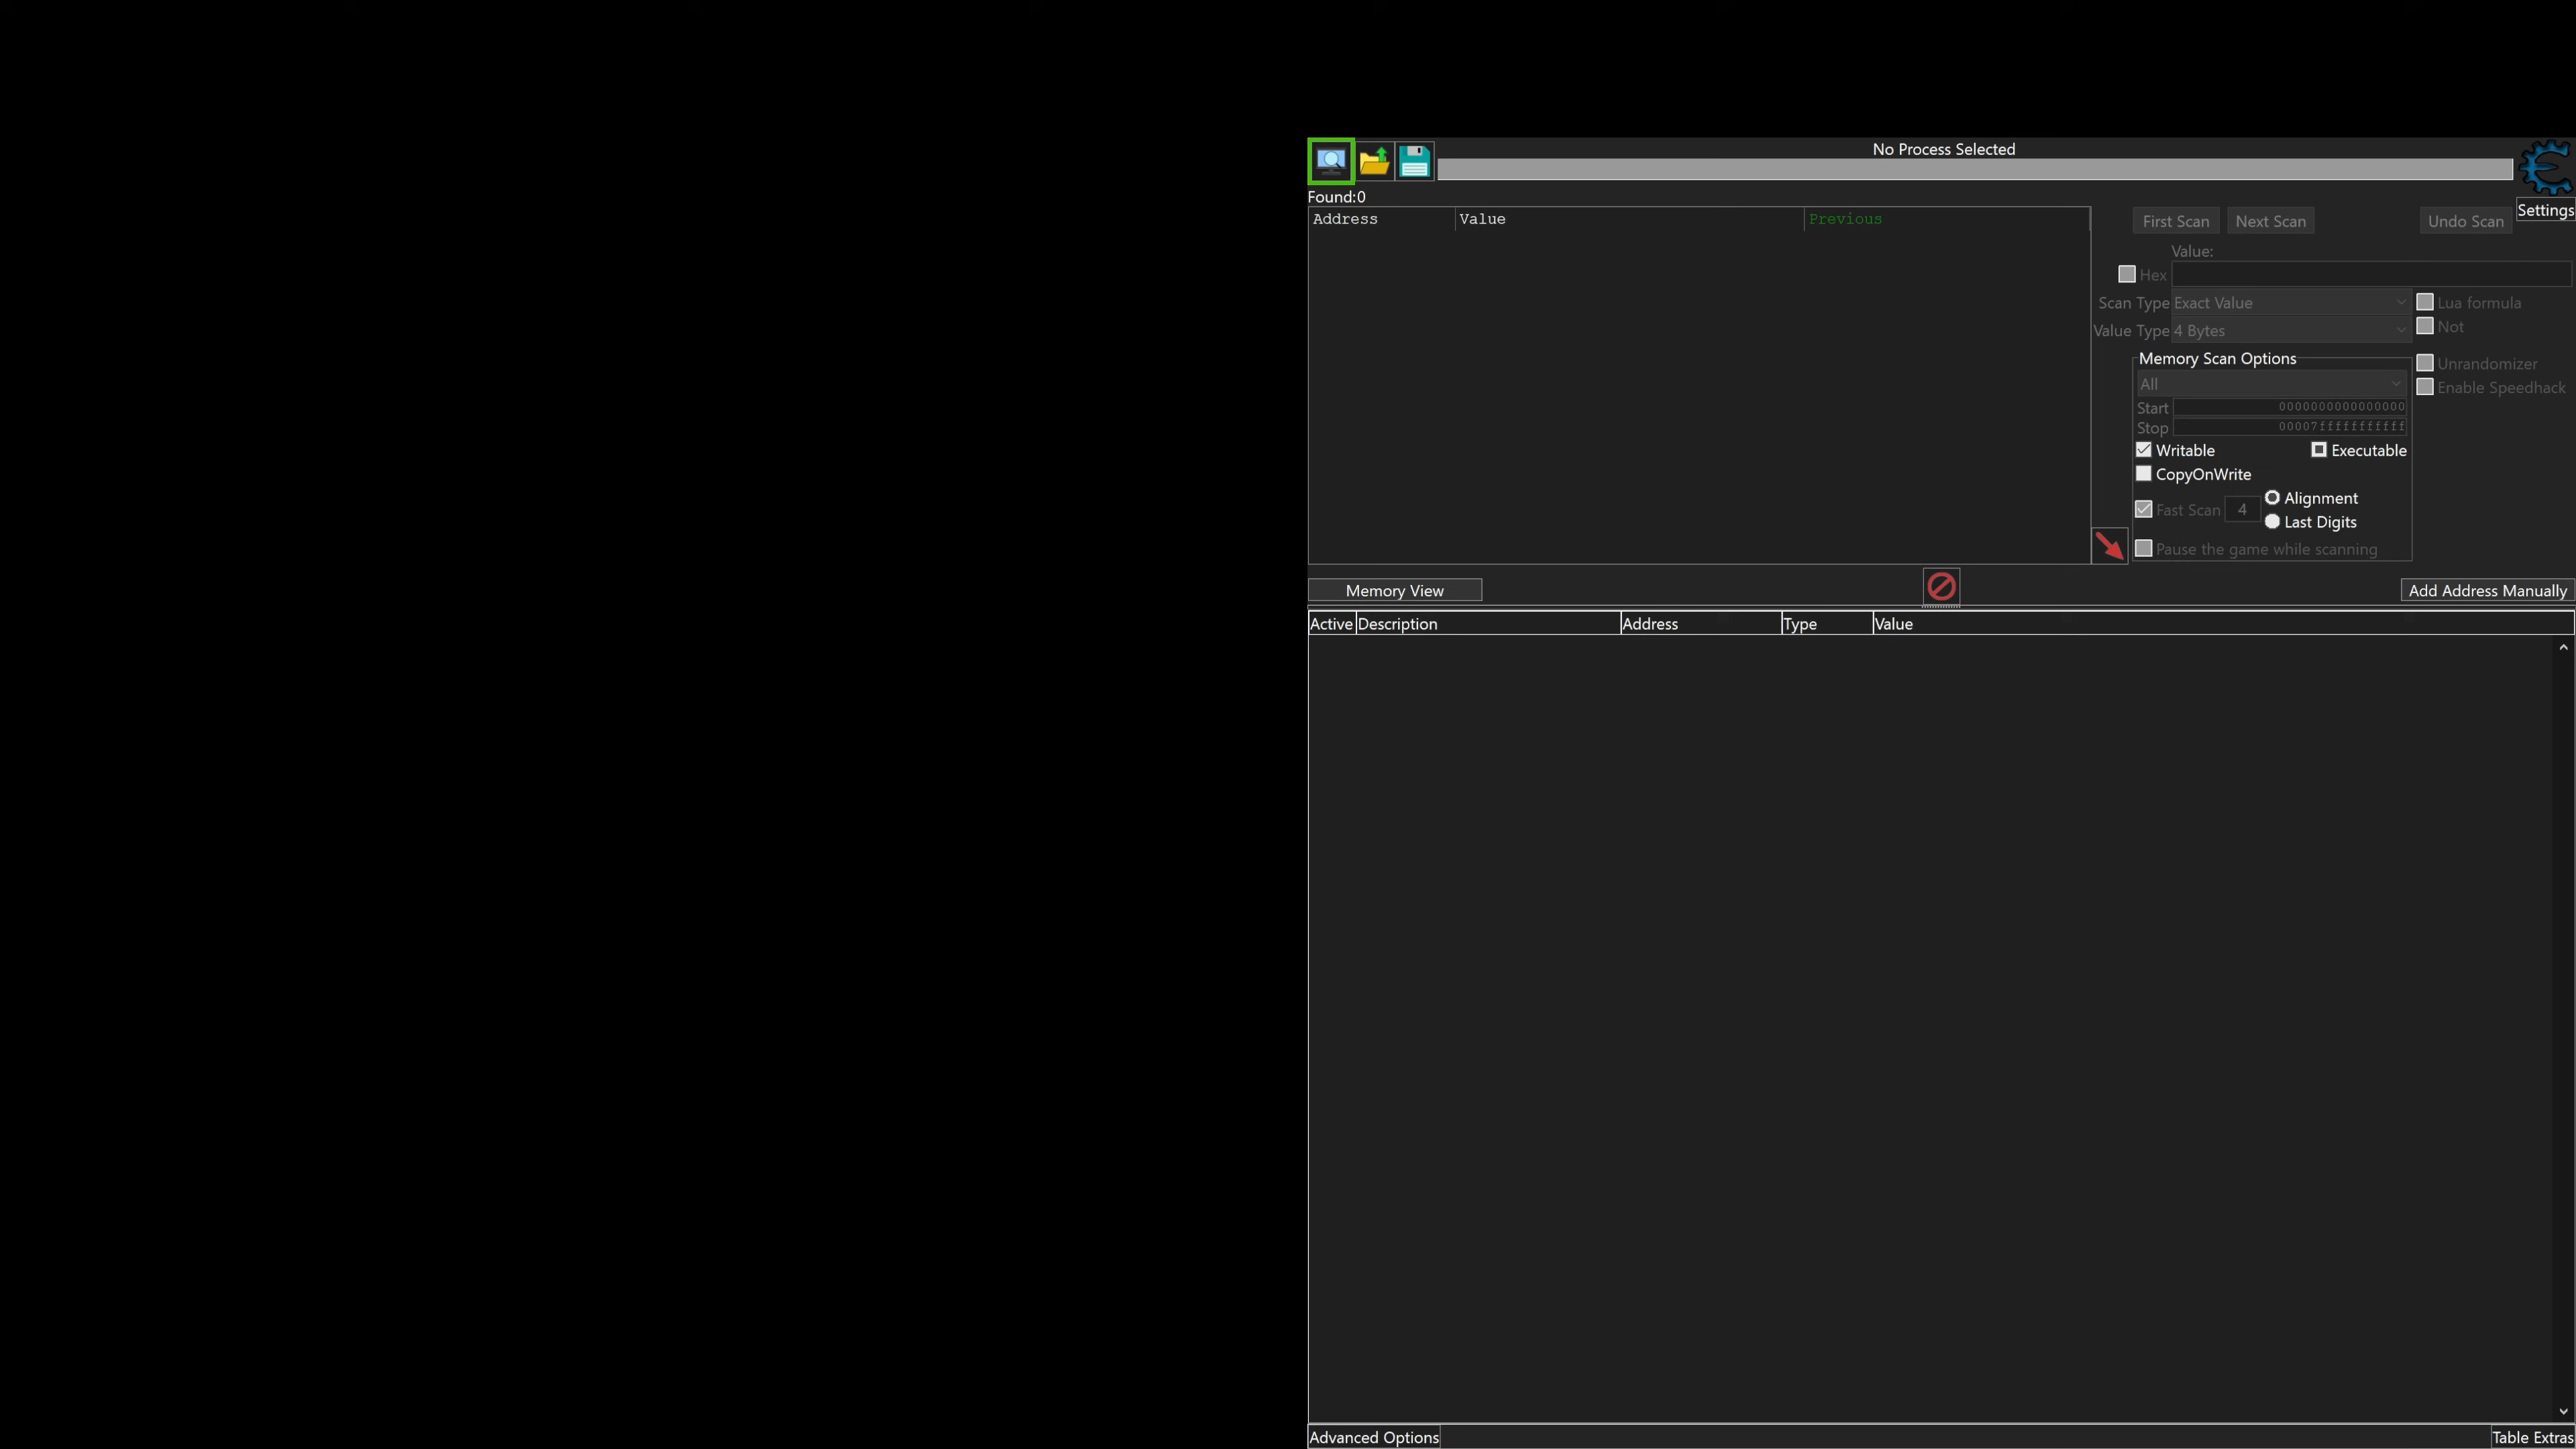 No Process Selected
Found:0
Address Value Previous
Settings
First Scan Next Scan Undo Scan
Value:
Hex
Scan Type Exact Value Lua formula
Value Type 4 Bytes Not
Memory Scan Options
All
Unrandomizer
Enable Speedhack
Start 0000000000000000
Stop 00007fffffffffff
Writable Executable
CopyOnWrite
Fast Scan 4 Alignment
Last Digits
Pause the game while scanning
Memory View Add Address Manually
Active Description Address Type Value
Advanced Options Table Extras